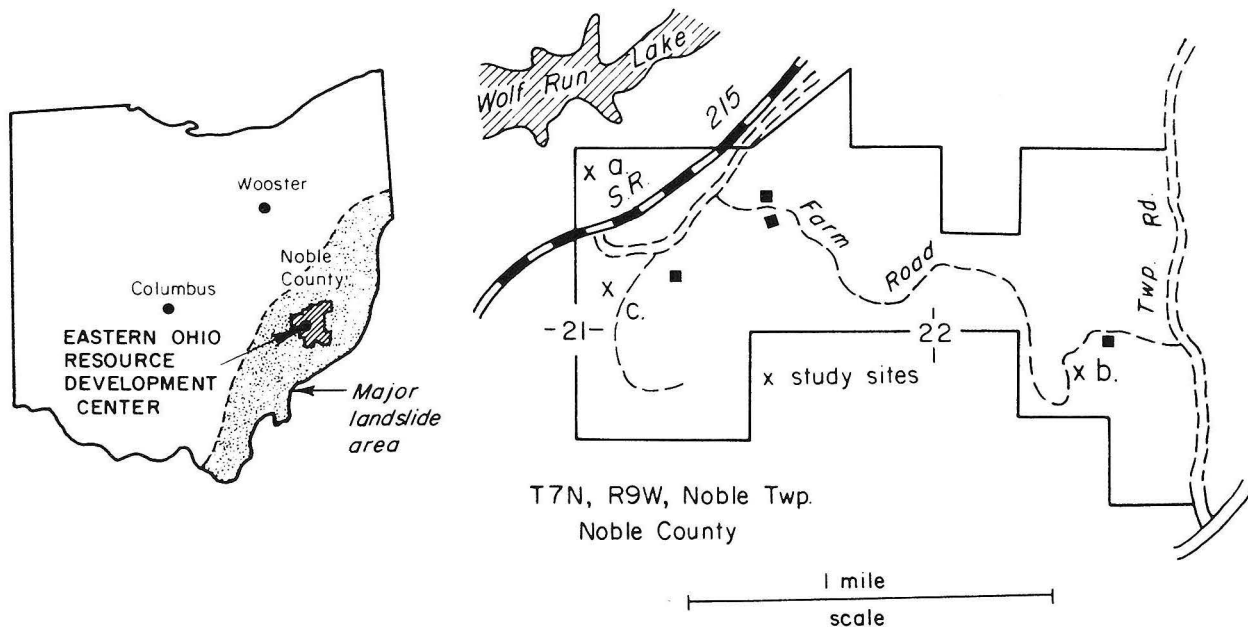 Wooster
Noble
County
Columbus
EASTERN OHIO
RESOURCE
DEVELOPMENT
CENTER
Major
landslide
area
Wolf Run Lake
215
S.R.
x a.
Farm Road
Twp. Rd.
x c.
-21-
22
x b.
x study sites
T7N, R9W, Noble Twp.
Noble County
1 mile
scale